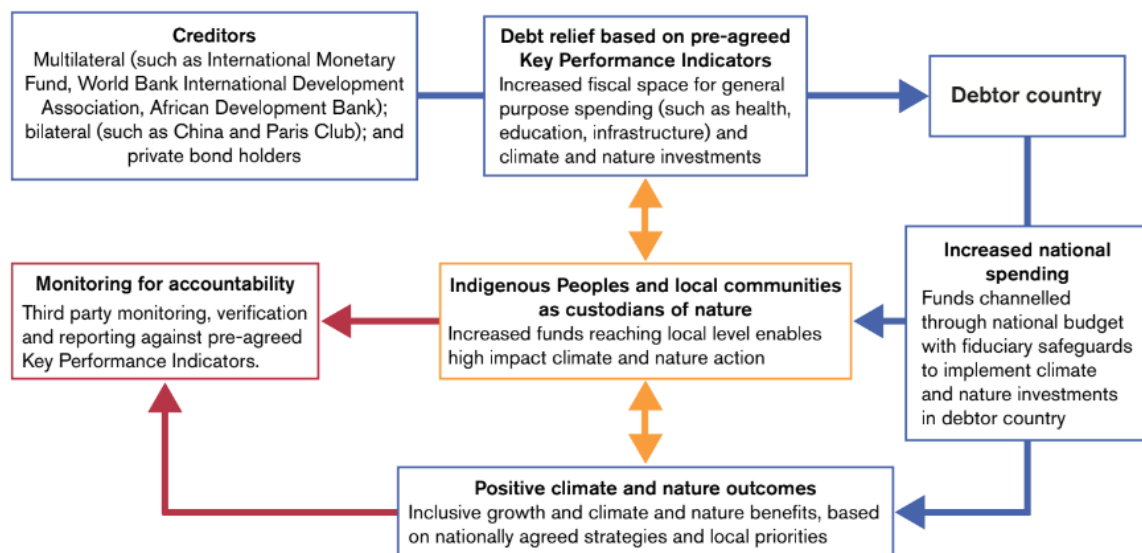 Creditors
Multilateral (such as International Monetary
Fund, World Bank International Development
Association, African Development Bank);
bilateral (such as China and Paris Club); and
private bond holders
Debt relief based on pre-agreed
Key Performance Indicators
Increased fiscal space for general
purpose spending (such as health,
education, infrastructure) and
climate and nature investments
Debtor country
Monitoring for accountability
Third party monitoring, verification
and reporting against pre-agreed
Key Performance Indicators.
Indigenous Peoples and local communities
as custodians of nature
Increased funds reaching local level enables
high impact climate and nature action
Increased national
spending
Funds channelled
through national budget
with fiduciary safeguards
to implement climate
and nature investments
in debtor country
Positive climate and nature outcomes
Inclusive growth and climate and nature benefits, based
on nationally agreed strategies and local priorities